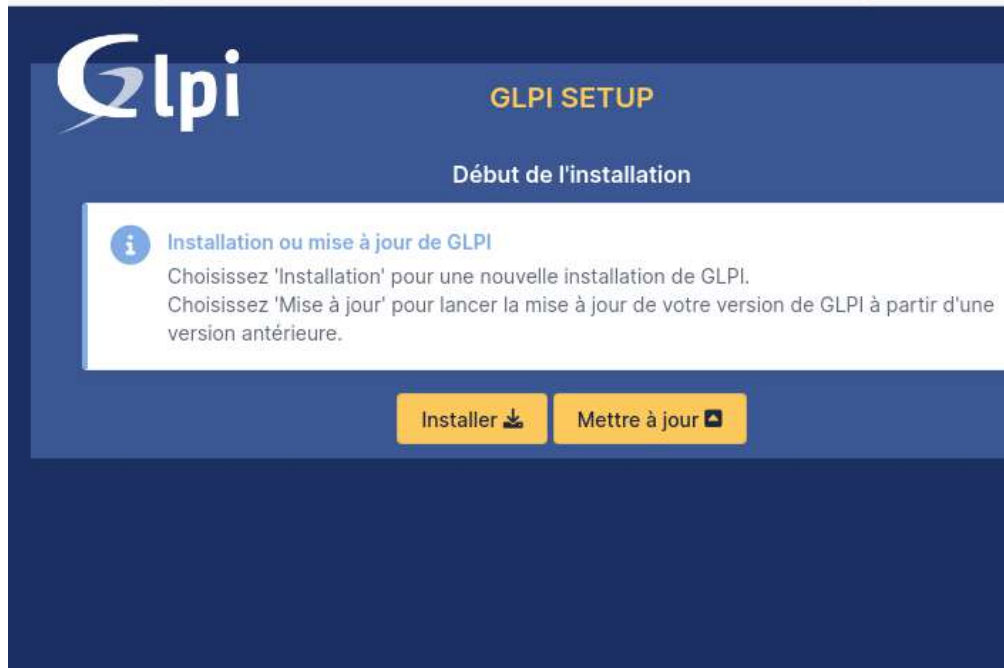 Glpi
GLPI SETUP
Début de l'installation
Installation ou mise à jour de GLPI
Choisissez 'Installation' pour une nouvelle installation de GLPI.
Choisissez 'Mise à jour' pour lancer la mise à jour de votre version de GLPI à partir d'une
version antérieure.
Installer
Mettre à jour